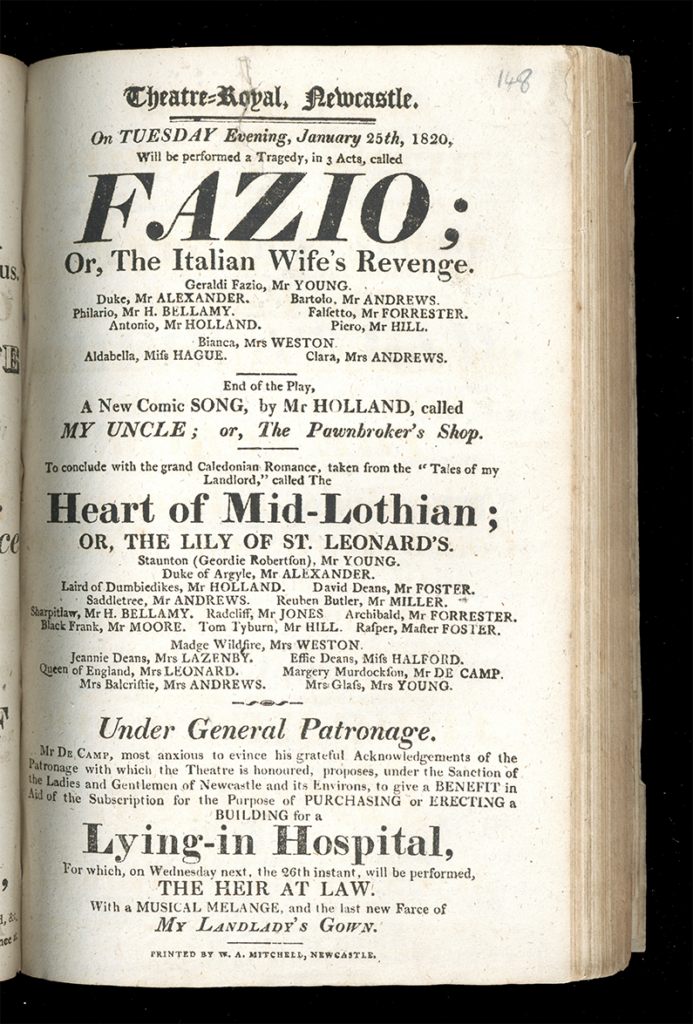 148
Theatre-Royal, Newcastle.
On TUESDAY Evening, January 25th, 1820,
Will be performed a Tragedy, in 3 Acts, called
FAZIO;
Or, The Italian Wife's Revenge.
Geraldi Fazio, Mr YOUNG.
Duke, Mr ALEXANDER. Bartolo, Mr ANDREWS.
Philario, Mr H. BELLAMY. Falſetto, Mr FORRESTER.
Antonio, Mr HOLLAND. Piero, Mr HILL.
Bianca, Mrs WESTON
Aldabella, Miſs HAGUE. Clara, Mrs ANDREWS.
End of the Play,
A New Comic SONG, by Mr HOLLAND, called
MY UNCLE; or, The Pawnbroker's Shop.
To conclude with the grand Caledonian Romance, taken from the "Tales of my
Landlord," called The
Heart of Mid-Lothian;
OR, THE LILY OF ST. LEONARD'S.
Staunton (Geordie Robertſon), Mr YOUNG.
Duke of Argyle, Mr ALEXANDER.
Laird of Dumbiedikes, Mr HOLLAND. David Deans, Mr FOSTER.
Saddletree, Mr ANDREWS. Reuben Butler, Mr MILLER.
Sharpitlaw, Mr H. BELLAMY. Radcliff, Mr JONES Archibald, Mr FORRESTER.
Black Frank, Mr MOORE. Tom Tyburn, Mr HILL. Raſper, Maſter FOSTER.
Madge Wildfire, Mrs WESTON.
Jeannie Deans, Mrs LAZENBY. Effie Deans, Miſs HALFORD.
Queen of England, Mrs LEONARD. Margery Murdockſon, Mr DE CAMP.
Mrs Balcriſtie, Mrs ANDREWS. Mrs Glaſs, Mrs YOUNG.
Under General Patronage.
Mr DE CAMP, most anxious to evince his grateful Acknowledgements of the
Patronage with which the Theatre is honoured, proposes, under the Sanction of
the Ladies and Gentlemen of Newcastle and its Environs, to give a BENEFIT in
Aid of the Subscription for the Purpose of PURCHASING or ERECTING a
BUILDING for a
Lying-in Hospital,
For which, on Wednesday next, the 26th instant, will be performed,
THE HEIR AT LAW.
With a MUSICAL MELANGE, and the last new Farce of
MY LANDLADY'S GOWN.
PRINTED BY W. A. MITCHELL, NEWCASTLE.